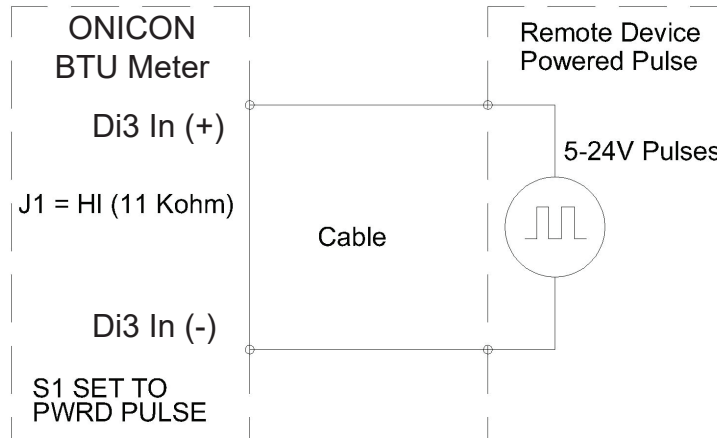 ONICON
BTU Meter
Remote Device
Powered Pulse
Di3 In (+)
5-24V Pulses
J1 = HI (11 Kohm)
Cable
Di3 In (-)
S1 SET TO
PWRD PULSE